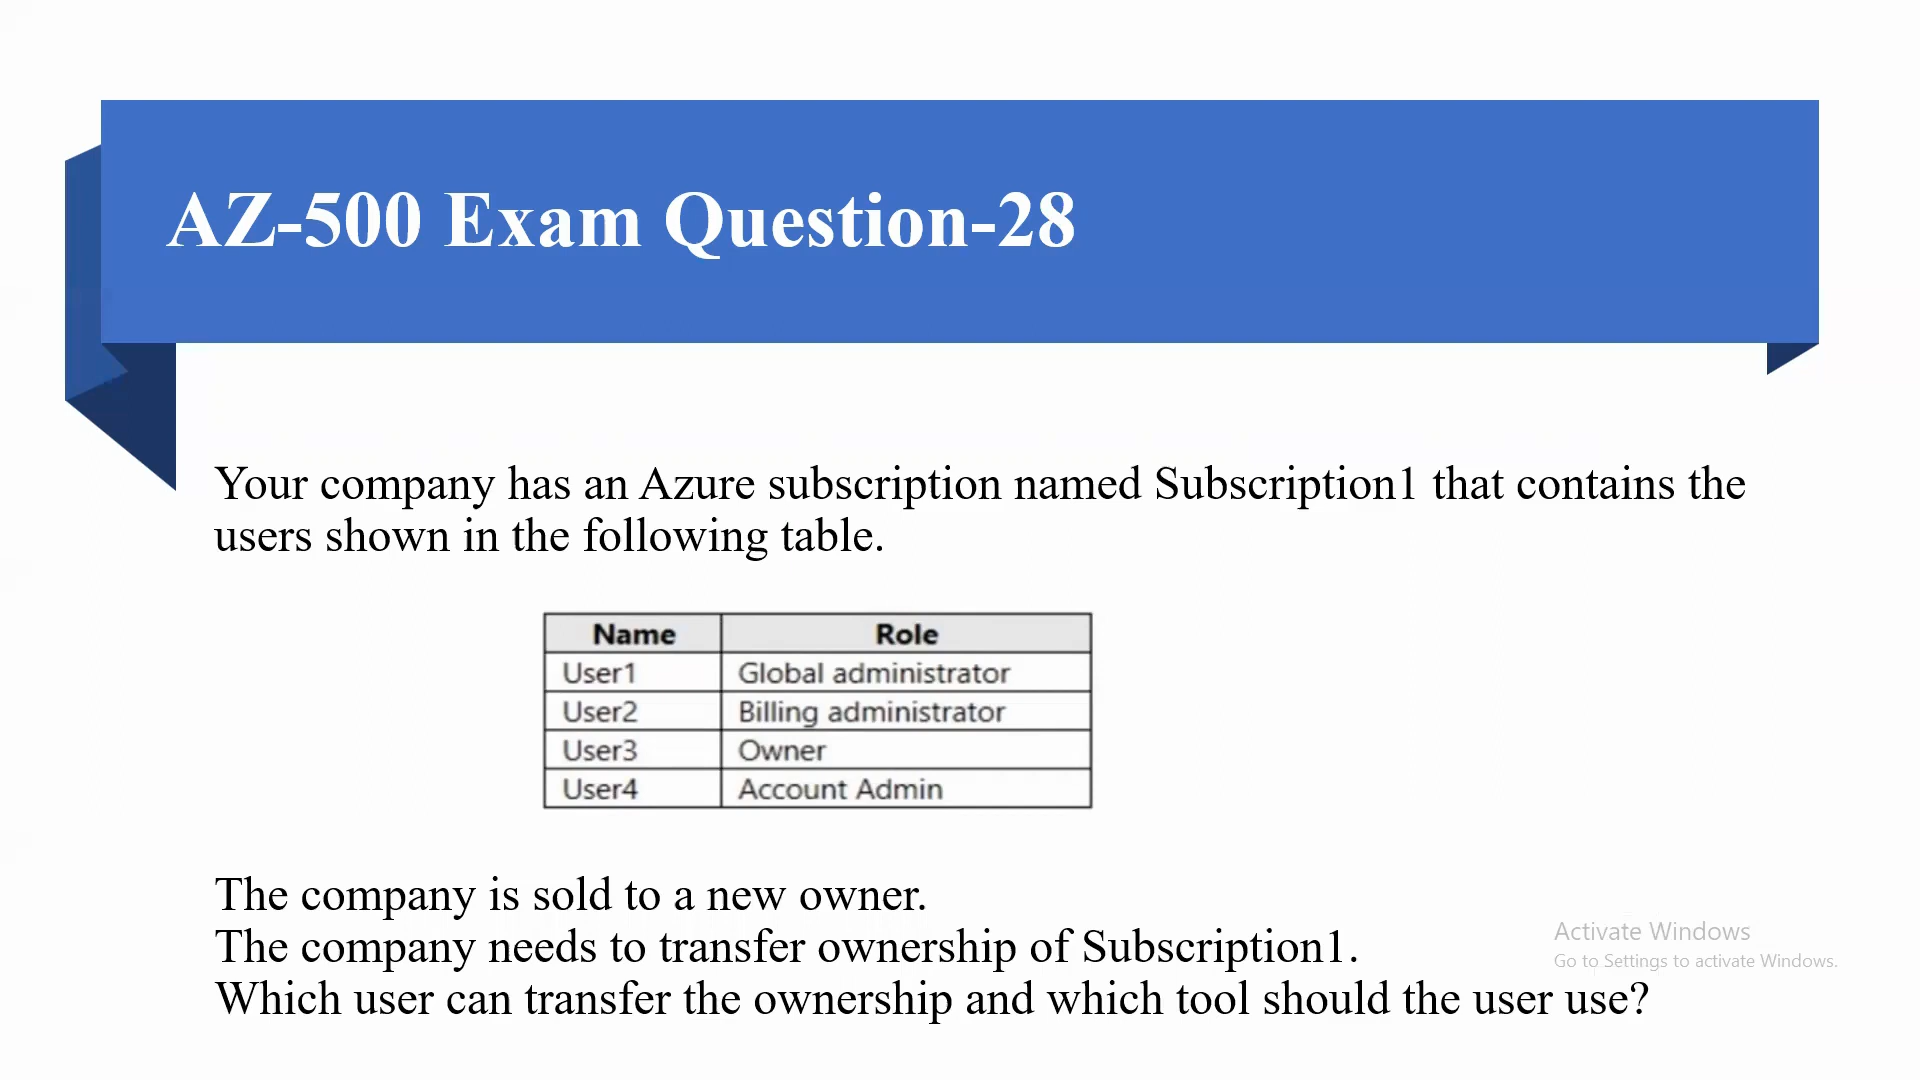 AZ-500 Exam Question-28
Your company has an Azure subscription named Subscription1 that contains the
users shown in the following table.
Name Role
User1 Global administrator
User2 Billing administrator
User3 Owner
User4 Account Admin
The company is sold to a new owner.
The company needs to transfer ownership of Subscription1.
Which user can transfer the ownership and which tool should the user use?
Activate Windows
Go to Settings to activate Windows.